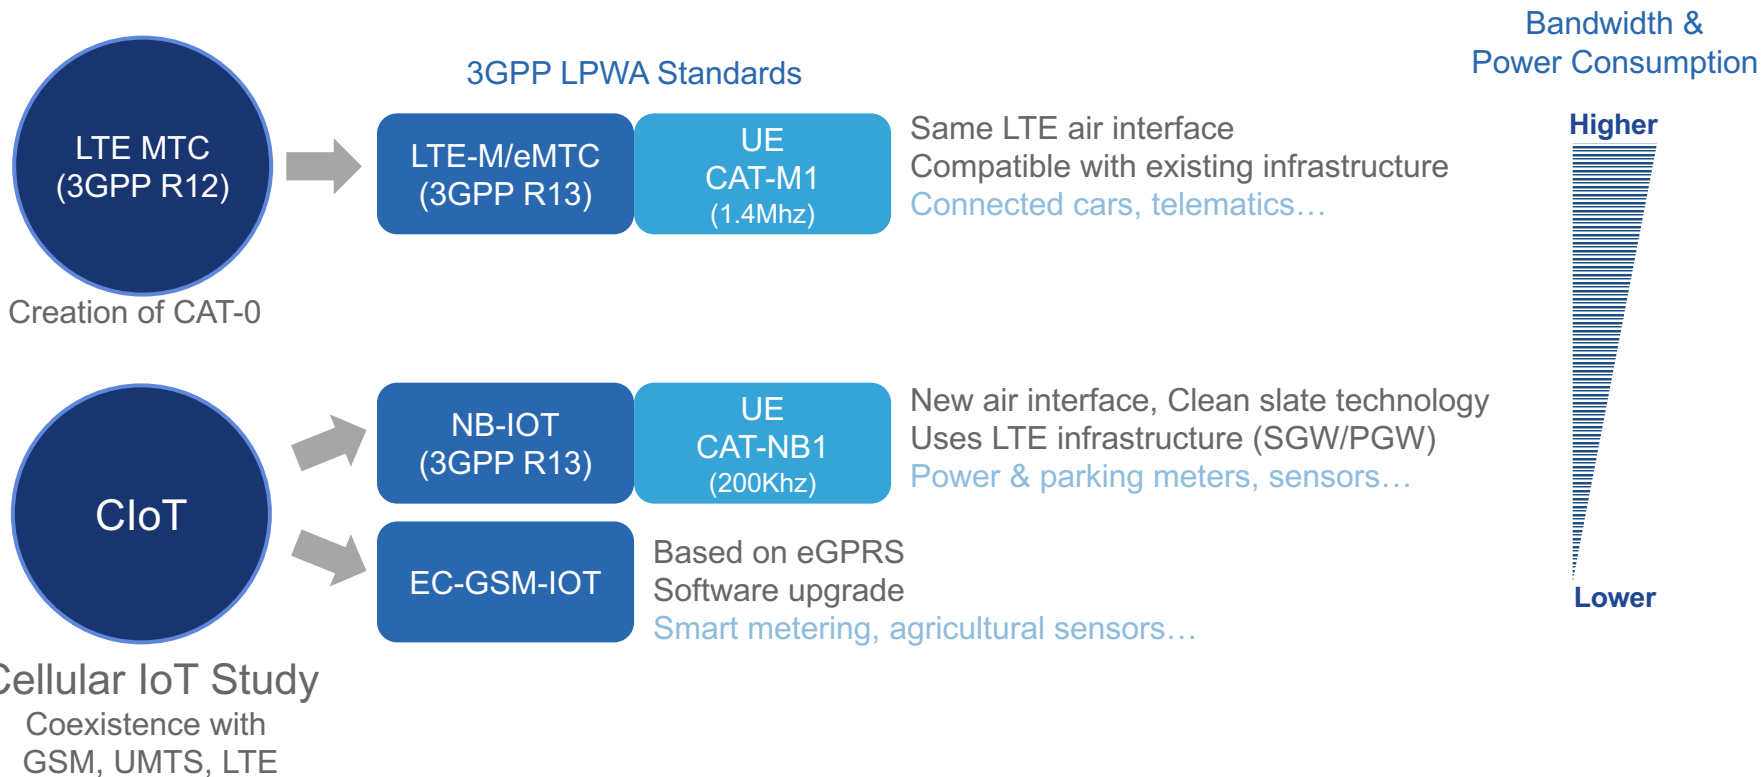 Bandwidth &
Power Consumption
3GPP LPWA Standards
LTE MTC
(3GPP R12)
Creation of CAT-0
LTE-M/eMTC
(3GPP R13)
UE
CAT-M1
(1.4Mhz)
Same LTE air interface
Compatible with existing infrastructure
Connected cars, telematics…
Higher
CIoT
Cellular IoT Study
Coexistence with
GSM, UMTS, LTE
NB-IOT
(3GPP R13)
UE
CAT-NB1
(200Khz)
New air interface, Clean slate technology
Uses LTE infrastructure (SGW/PGW)
Power & parking meters, sensors…
EC-GSM-IOT
Based on eGPRS
Software upgrade
Smart metering, agricultural sensors…
Lower